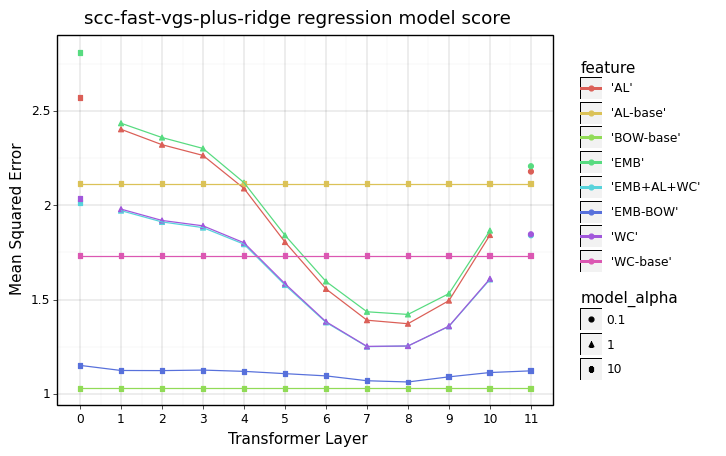 scc-fast-vgs-plus-ridge regression model score
Mean Squared Error
2.5
2
1.5
1
0 1 2 3 4 5 6 7 8 9 10 11
Transformer Layer
feature
'AL'
'AL-base'
'BOW-base'
'EMB'
'EMB+AL+WC'
'EMB-BOW'
'WC'
'WC-base'
model_alpha
0.1
1
10